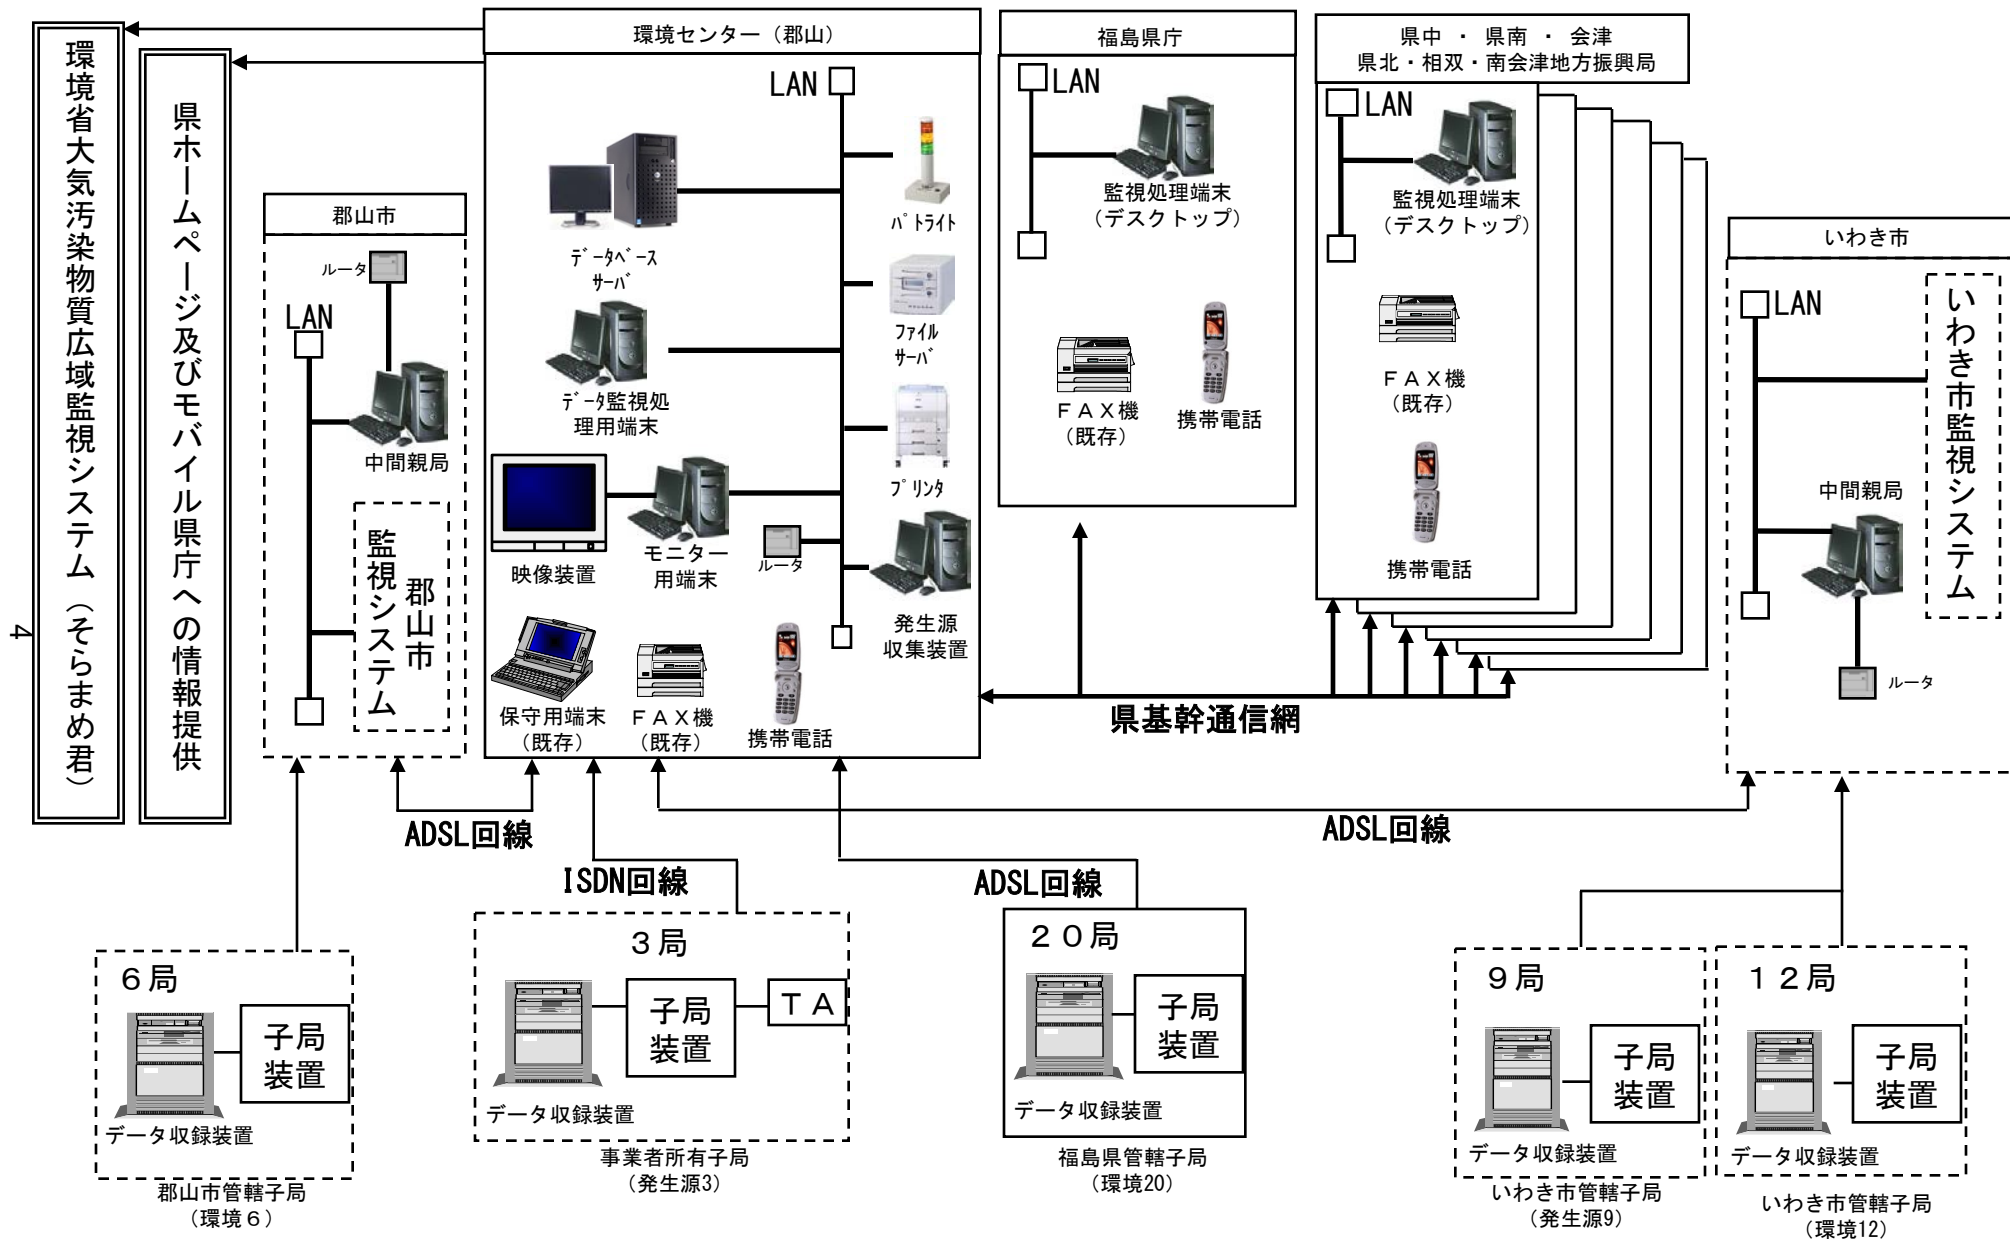 環境省大気汚染物質広域監視システム（そらまめ君）
県ホームページ及びモバイル県庁への情報提供
4
郡山市
ルータ
LAN
中間親局
郡山市
監視システム
環境センター（郡山）
LAN
データベース
サーバ
データ監視処
理用端末
映像装置
モニター
用端末
ルータ
保守用端末
（既存）
ＦＡＸ機
（既存）
携帯電話
パトライト
ファイル
サーバ
プリンタ
発生源
収集装置
福島県庁
LAN
監視処理端末
（デスクトップ）
ＦＡＸ機
（既存）
携帯電話
県中 ・ 県南 ・ 会津
県北・相双・南会津地方振興局
LAN
監視処理端末
（デスクトップ）
ＦＡＸ機
（既存）
携帯電話
いわき市
LAN
いわき市監視システム
中間親局
ルータ
県基幹通信網
ADSL回線
ISDN回線
ADSL回線
ADSL回線
６局
子局
装置
データ収録装置
郡山市管轄子局
（環境６）
３局
子局
装置
ＴＡ
データ収録装置
事業者所有子局
（発生源3）
２０局
子局
装置
データ収録装置
福島県管轄子局
（環境20）
９局
子局
装置
データ収録装置
いわき市管轄子局
（発生源9）
１２局
子局
装置
データ収録装置
いわき市管轄子局
（環境12）